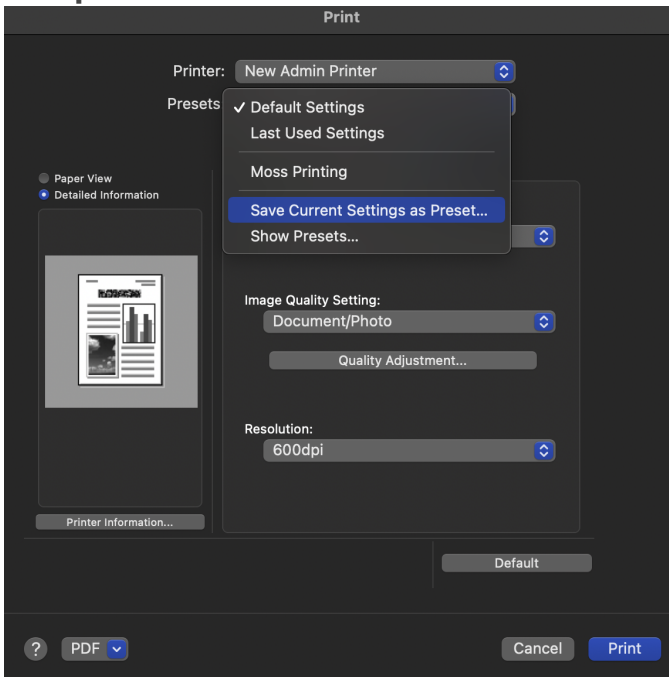 Print
Printer: New Admin Printer
Presets ✓ Default Settings
Last Used Settings
Moss Printing
Save Current Settings as Preset...
Show Presets...
Paper View
Detailed Information
Image Quality Setting:
Document/Photo
Quality Adjustment...
Resolution:
600dpi
Printer Information...
Default
? PDF
Cancel
Print